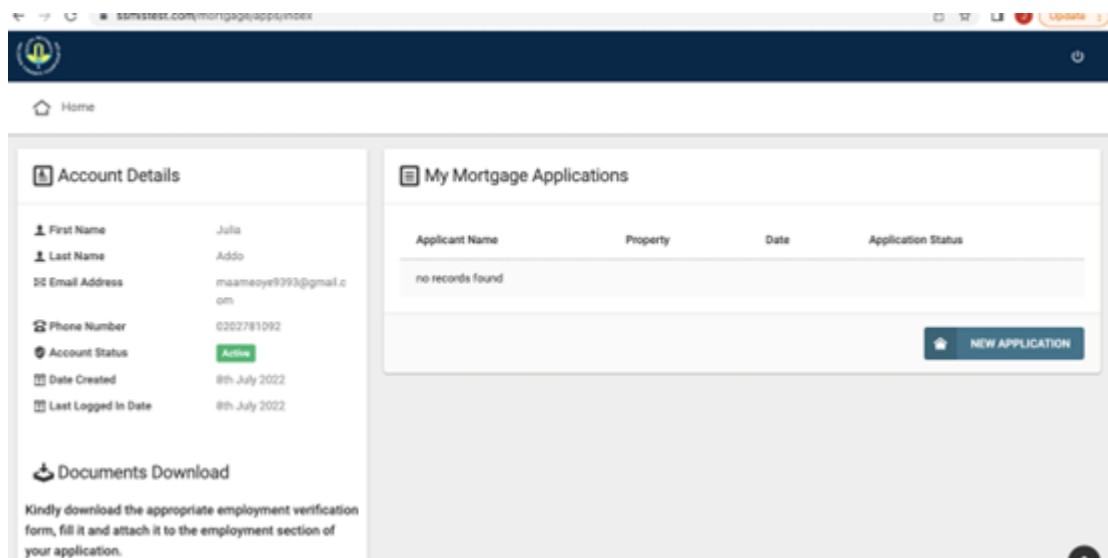 ssmistest.com/mortgage/apps/index
Update
Home
Account Details
First Name Julia
Last Name Addo
Email Address maameoye9393@gmail.c
om
Phone Number 0202781092
Account Status Active
Date Created 8th July 2022
Last Logged In Date 8th July 2022
Documents Download
Kindly download the appropriate employment verification
form, fill it and attach it to the employment section of
your application.
My Mortgage Applications
Applicant Name Property Date Application Status
no records found
NEW APPLICATION